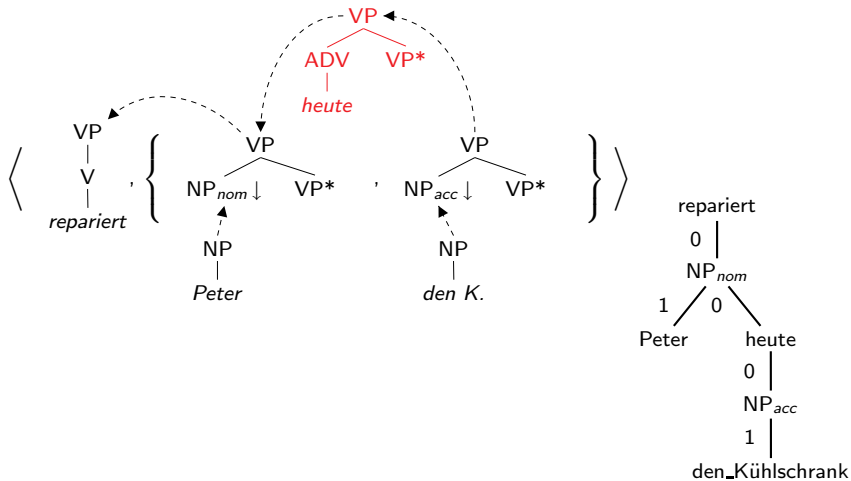 VP
ADV VP*
heute
VP
V
repariert
,
VP
NPnom ↓ VP*
NP
Peter
,
VP
NPacc ↓ VP*
NP
den K.
repariert
0
NPnom
1 0
Peter heute
0
NPacc
1
den_Kühlschrank